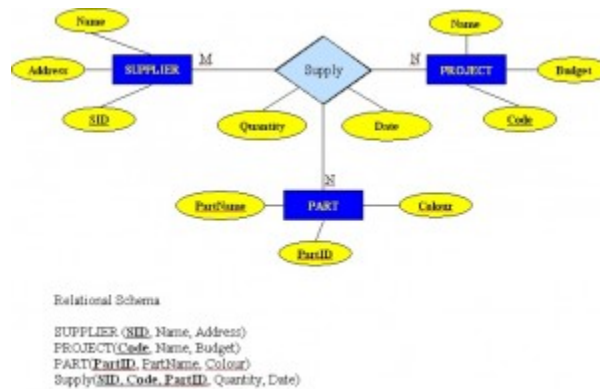 Name
Name
Address
SUPPLIER
M
Supply
N
PROJECT
Budget
SID
Quantity
Date
Code
N
PartName
PART
Colour
PartID
Relational Schema
SUPPLIER (SID, Name, Address)
PROJECT(Code, Name, Budget)
PART(PartID, PartName, Colour)
Supply(SID, Code, PartID, Quantity, Date)